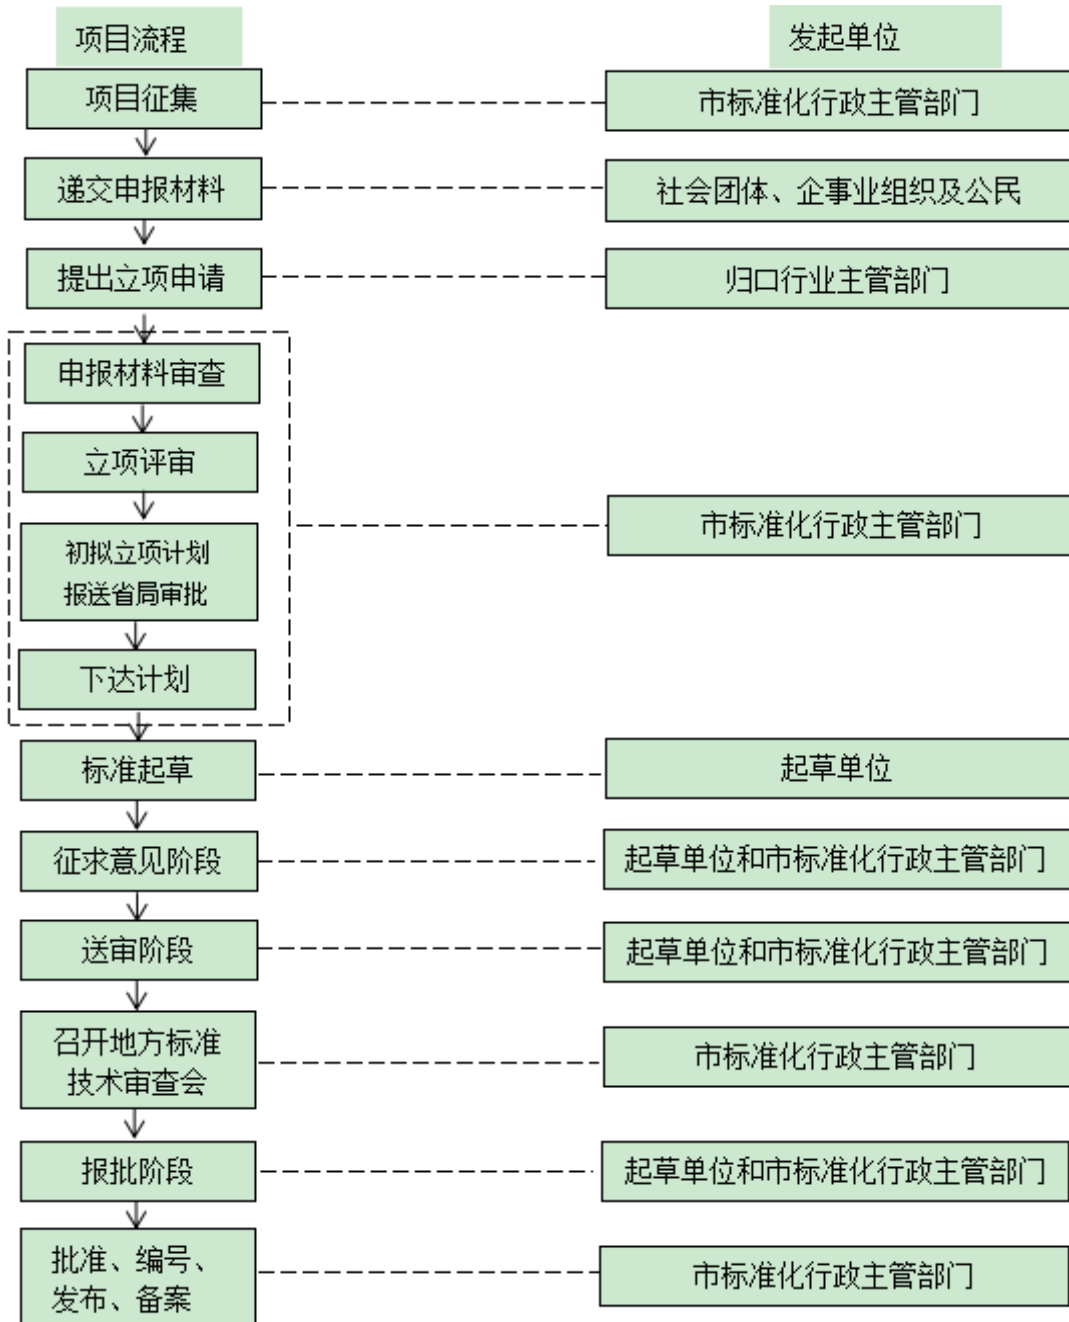 项目流程
发起单位
项目征集
市标准化行政主管部门
递交申报材料
社会团体、企事业组织及公民
提出立项申请
归口行业主管部门
申报材料审查
立项评审
初拟立项计划
报送省局审批
下达计划
市标准化行政主管部门
标准起草
起草单位
征求意见阶段
起草单位和市标准化行政主管部门
送审阶段
起草单位和市标准化行政主管部门
召开地方标准
技术审查会
市标准化行政主管部门
报批阶段
起草单位和市标准化行政主管部门
批准、编号、
发布、备案
市标准化行政主管部门